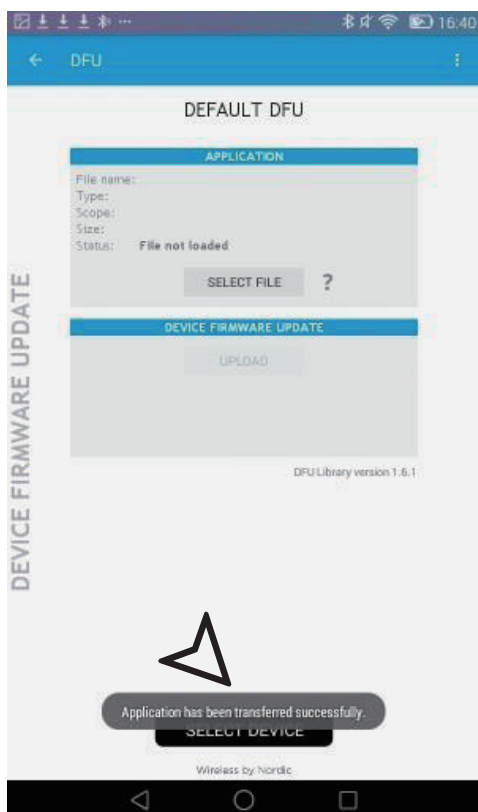 16:40
DFU
DEFAULT DFU
APPLICATION
File name:
Type:
Scope:
Size:
Status: File not loaded
SELECT FILE ?
DEVICE FIRMWARE UPDATE
UPLOAD
DFU Library version 1.6.1
DEVICE FIRMWARE UPDATE
Application has been transferred successfully.
SELECT DEVICE
Wireless by Nordic